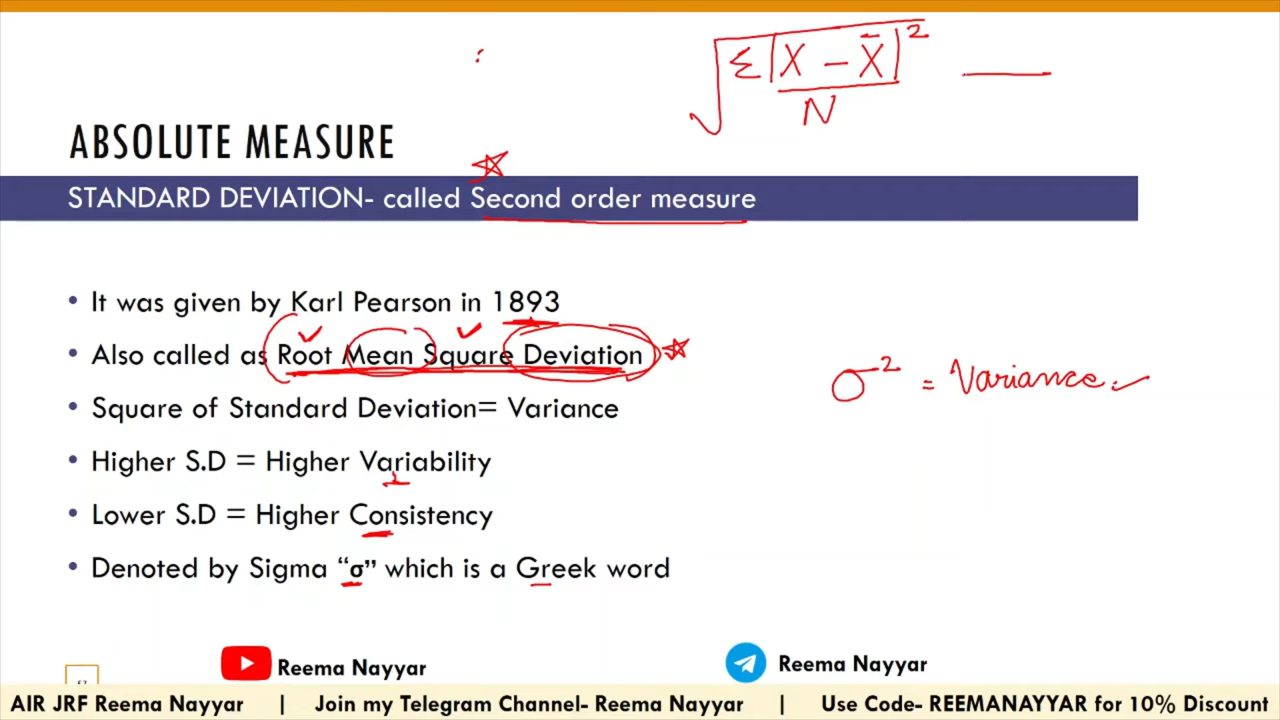 √ Σ|X − X̄|² / N
ABSOLUTE MEASURE
STANDARD DEVIATION- called Second order measure
• It was given by Karl Pearson in 1893
• Also called as Root Mean Square Deviation
σ² = Variance
• Square of Standard Deviation= Variance
• Higher S.D = Higher Variability
• Lower S.D = Higher Consistency
• Denoted by Sigma “σ” which is a Greek word
Reema Nayyar
Reema Nayyar
AIR JRF Reema Nayyar | Join my Telegram Channel- Reema Nayyar | Use Code- REEMANAYYAR for 10% Discount